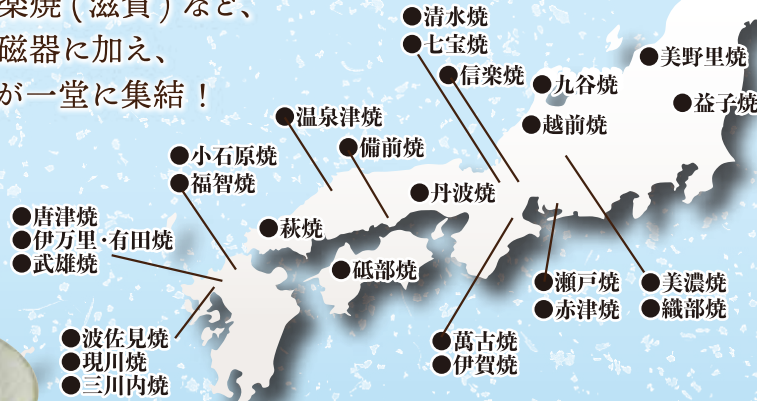 楽焼(滋賀)など、
磁器に加え、
が一堂に集結！
●清水焼
●七宝焼
●信楽焼
●九谷焼
●美野里焼
●益子焼
●越前焼
●温泉津焼
●備前焼
●小石原焼
●福智焼
●丹波焼
●唐津焼
●伊万里・有田焼
●武雄焼
●萩焼
●砥部焼
●瀬戸焼
●赤津焼
●美濃焼
●織部焼
●波佐見焼
●現川焼
●三川内焼
●萬古焼
●伊賀焼